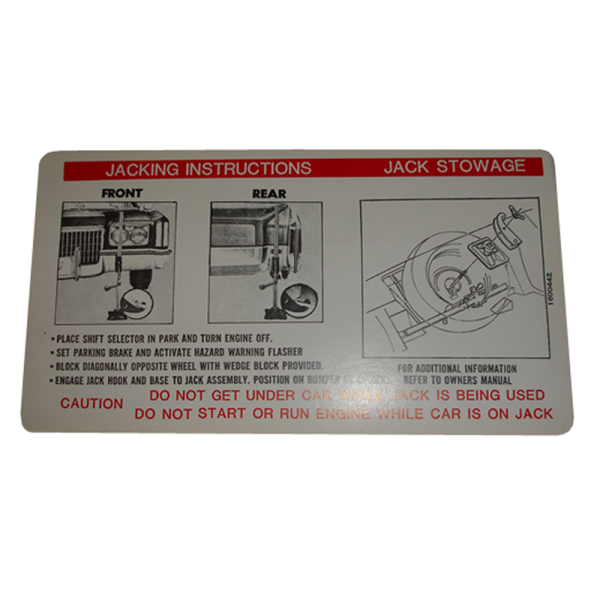 JACKING INSTRUCTIONS JACK STOWAGE
FRONT REAR
1600442
• PLACE SHIFT SELECTOR IN PARK AND TURN ENGINE OFF.
• SET PARKING BRAKE AND ACTIVATE HAZARD WARNING FLASHER
• BLOCK DIAGONALLY OPPOSITE WHEEL WITH WEDGE BLOCK PROVIDED.
• ENGAGE JACK HOOK AND BASE TO JACK ASSEMBLY. POSITION ON BUMPER
FOR ADDITIONAL INFORMATION
REFER TO OWNERS MANUAL
CAUTION DO NOT GET UNDER CAR WHILE JACK IS BEING USED
DO NOT START OR RUN ENGINE WHILE CAR IS ON JACK